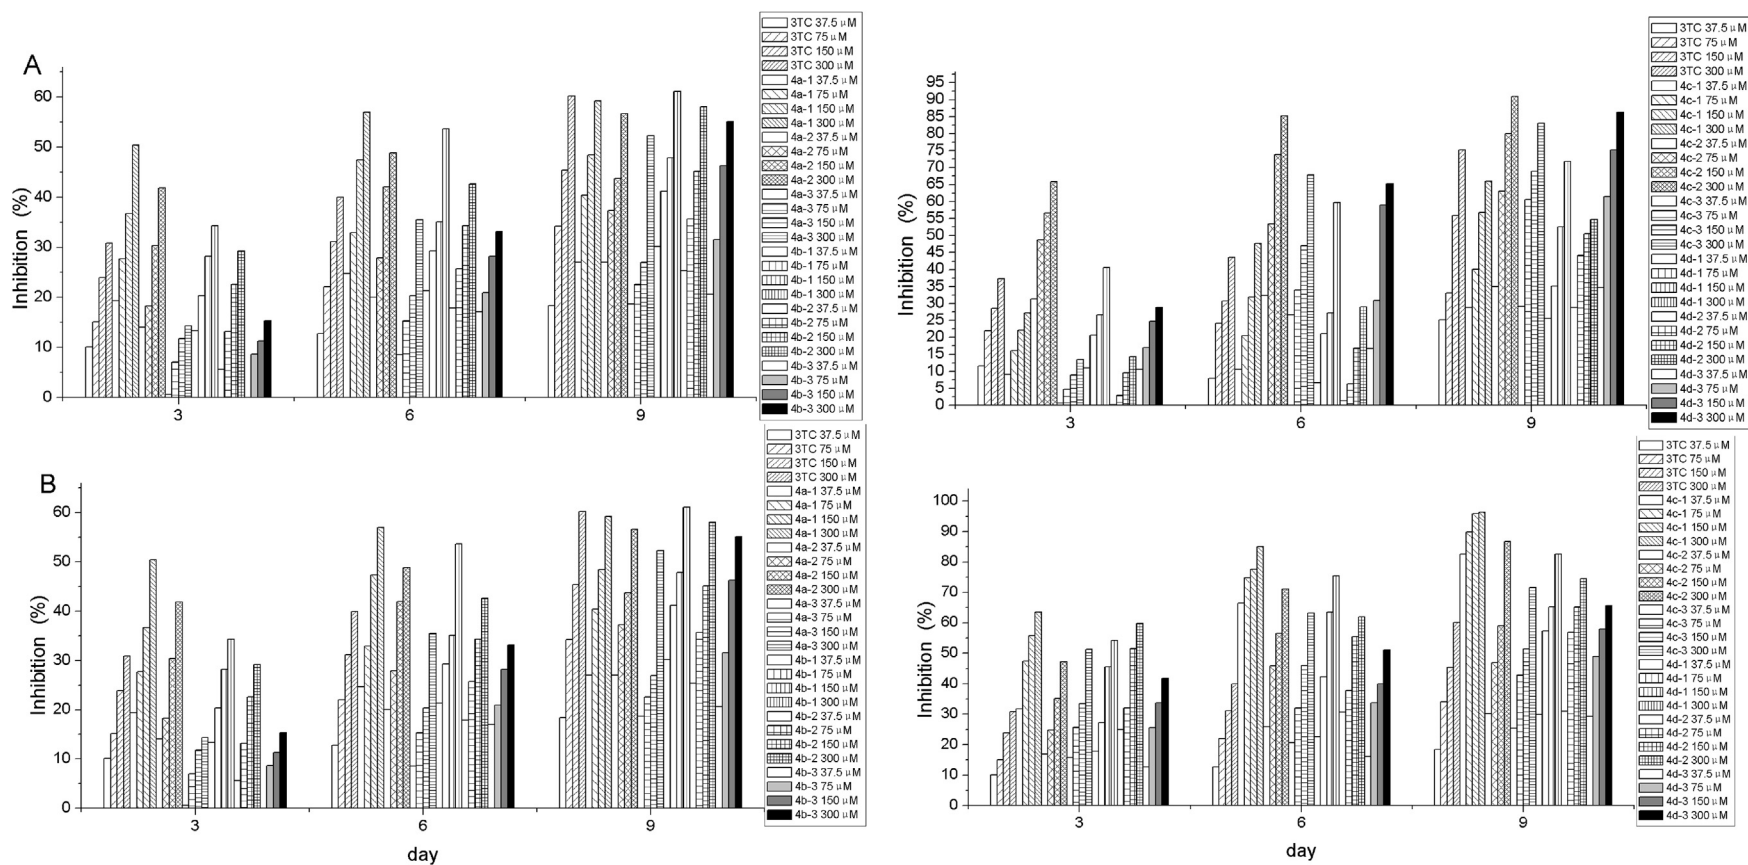 A
Inhibition (%)
60
50
40
30
20
10
0
3
6
9
3TC 37.5 μM
3TC 75 μM
3TC 150 μM
3TC 300 μM
4a-1 37.5 μM
4a-1 75 μM
4a-1 150 μM
4a-1 300 μM
4a-2 37.5 μM
4a-2 75 μM
4a-2 150 μM
4a-2 300 μM
4a-3 37.5 μM
4a-3 75 μM
4a-3 150 μM
4a-3 300 μM
4b-1 37.5 μM
4b-1 75 μM
4b-1 150 μM
4b-1 300 μM
4b-2 37.5 μM
4b-2 75 μM
4b-2 150 μM
4b-2 300 μM
4b-3 37.5 μM
4b-3 75 μM
4b-3 150 μM
4b-3 300 μM
Inhibition (%)
95
90
85
80
75
70
65
60
55
50
45
40
35
30
25
20
15
10
5
0
3
6
9
3TC 37.5 μM
3TC 75 μM
3TC 150 μM
3TC 300 μM
4c-1 37.5 μM
4c-1 75 μM
4c-1 150 μM
4c-1 300 μM
4c-2 37.5 μM
4c-2 75 μM
4c-2 150 μM
4c-2 300 μM
4c-3 37.5 μM
4c-3 75 μM
4c-3 150 μM
4c-3 300 μM
4d-1 37.5 μM
4d-1 75 μM
4d-1 150 μM
4d-1 300 μM
4d-2 37.5 μM
4d-2 75 μM
4d-2 150 μM
4d-2 300 μM
4d-3 37.5 μM
4d-3 75 μM
4d-3 150 μM
4d-3 300 μM
B
Inhibition (%)
60
50
40
30
20
10
0
3
6
9
day
3TC 37.5 μM
3TC 75 μM
3TC 150 μM
3TC 300 μM
4a-1 37.5 μM
4a-1 75 μM
4a-1 150 μM
4a-1 300 μM
4a-2 37.5 μM
4a-2 75 μM
4a-2 150 μM
4a-2 300 μM
4a-3 37.5 μM
4a-3 75 μM
4a-3 150 μM
4a-3 300 μM
4b-1 37.5 μM
4b-1 75 μM
4b-1 150 μM
4b-1 300 μM
4b-2 37.5 μM
4b-2 75 μM
4b-2 150 μM
4b-2 300 μM
4b-3 37.5 μM
4b-3 75 μM
4b-3 150 μM
4b-3 300 μM
Inhibition (%)
100
90
80
70
60
50
40
30
20
10
0
3
6
9
day
3TC 37.5 μM
3TC 75 μM
3TC 150 μM
3TC 300 μM
4c-1 37.5 μM
4c-1 75 μM
4c-1 150 μM
4c-1 300 μM
4c-2 37.5 μM
4c-2 75 μM
4c-2 150 μM
4c-2 300 μM
4c-3 37.5 μM
4c-3 75 μM
4c-3 150 μM
4c-3 300 μM
4d-1 37.5 μM
4d-1 75 μM
4d-1 150 μM
4d-1 300 μM
4d-2 37.5 μM
4d-2 75 μM
4d-2 150 μM
4d-2 300 μM
4d-3 37.5 μM
4d-3 75 μM
4d-3 150 μM
4d-3 300 μM